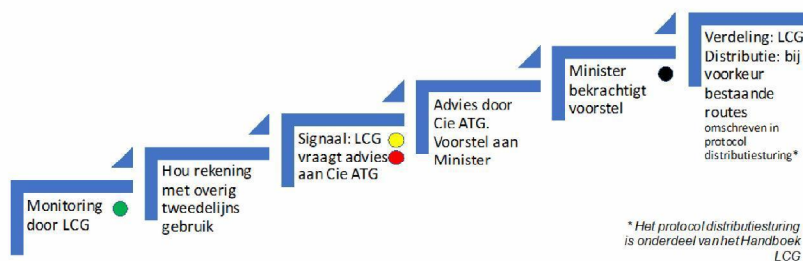 Monitoring
door LCG
Hou rekening
met overig
tweedelijns
gebruik
Signaal: LCG
vraagt advies
aan Cie ATG
Advies door
Cie ATG.
Voorstel aan
Minister
Minister
bekrachtigt
voorstel
Verdeling: LCG
Distributie: bij
voorkeur
bestaande
routes
omschreven in
protocol
distributiesturing*
* Het protocol distributiesturing
is onderdeel van het Handboek
LCG